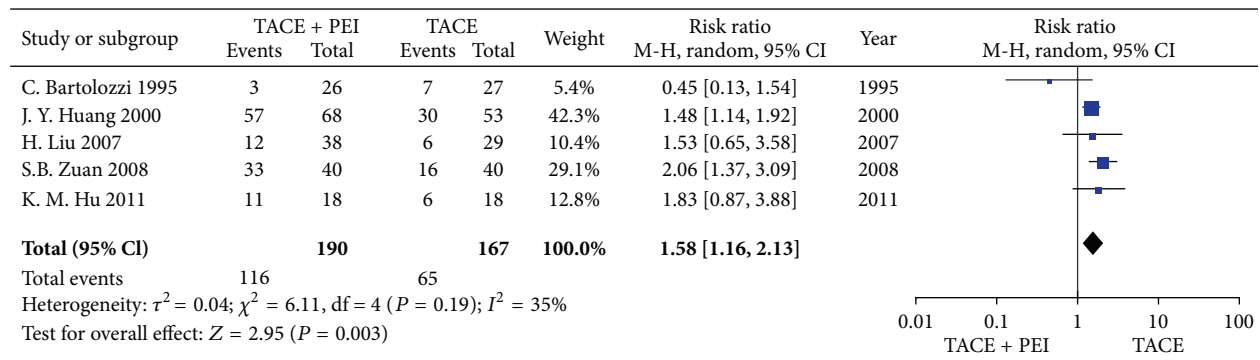 Study or subgroup TACE + PEI TACE Weight Risk ratio Year Risk ratio
Events Total Events Total M-H, random, 95% CI M-H, random, 95% CI
C. Bartolozzi 1995 3 26 7 27 5.4% 0.45 [0.13, 1.54] 1995
J. Y. Huang 2000 57 68 30 53 42.3% 1.48 [1.14, 1.92] 2000
H. Liu 2007 12 38 6 29 10.4% 1.53 [0.65, 3.58] 2007
S.B. Zuan 2008 33 40 16 40 29.1% 2.06 [1.37, 3.09] 2008
K. M. Hu 2011 11 18 6 18 12.8% 1.83 [0.87, 3.88] 2011
Total (95% Cl) 190 167 100.0% 1.58 [1.16, 2.13]
Total events 116 65
Heterogeneity: τ² = 0.04; χ² = 6.11, df = 4 (P = 0.19); I² = 35%
Test for overall effect: Z = 2.95 (P = 0.003)
0.01 0.1 1 10 100
TACE + PEI TACE